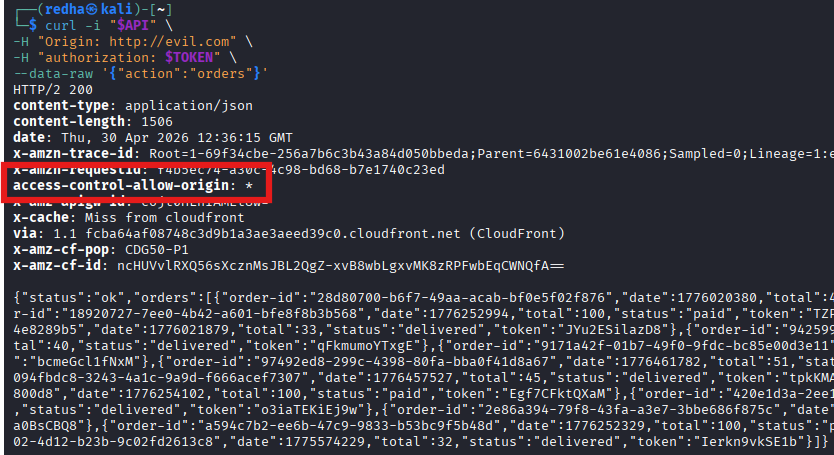 ┌──(redha㉿kali)-[~]
└─$ curl -i "$API" \
-H "Origin: http://evil.com" \
-H "authorization: $TOKEN" \
--data-raw '{"action":"orders"}'
HTTP/2 200
content-type: application/json
content-length: 1506
date: Thu, 30 Apr 2026 12:36:15 GMT
x-amzn-trace-id: Root=1-69f34cbe-256a7b6c3b43a84d050bbeda;Parent=6431002be61e4086;Sampled=0;Lineage=1:
x-amzn-requestid: f4b5ec74-a30c-4c98-bd68-b7e1740c23ed
access-control-allow-origin: *
x-amz-apigw-id:
x-cache: Miss from cloudfront
via: 1.1 fcba64af08748c3d9b1a3ae3aeed39c0.cloudfront.net (CloudFront)
x-amz-cf-pop: CDG50-P1
x-amz-cf-id: ncHUVvlRXQ56sXcznMsJBL2QgZ-xvB8wbLgxvMK8zRPFwbEqCWNQfA==
{"status":"ok","orders":[{"order-id":"28d80700-b6f7-49aa-acab-bf0e5f02f876","date":1776020380,"total":4
r-id":"18920727-7ee0-4b42-a601-bfe8f8b3b568","date":1776252994,"total":100,"status":"paid","token":"TZF
4e8289b5","date":1776021879,"total":33,"status":"delivered","token":"JYu2ESilazD8"},{"order-id":"942599
tal":40,"status":"delivered","token":"qFkmumoYTxgE"},{"order-id":"9171a42f-01b7-49f0-9fdc-bc85e00d3e11"
":"bcmeGcl1fNxM"},{"order-id":"97492ed8-299c-4398-80fa-bba0f41d8a67","date":1776461782,"total":51,"stat
094fbdc8-3243-4a1c-9a9d-f666acef7307","date":1776457527,"total":45,"status":"delivered","token":"tpkKMA
800d8","date":1776254102,"total":100,"status":"paid","token":"Egf7CFktQXaM"},{"order-id":"420e1d3a-2ee1
,"status":"delivered","token":"o3iaTEKiEj9w"},{"order-id":"2e86a394-79f8-43fa-a3e7-3bbe686f875c","date"
a0BsCBQ8"},{"order-id":"a594c7b2-ee6b-47c9-9833-b53bc9f5b48d","date":1776252329,"total":100,"status":"p
02-4d12-b23b-9c02fd2613c8","date":1775574229,"total":32,"status":"delivered","token":"Ierkn9vkSE1b"}]}